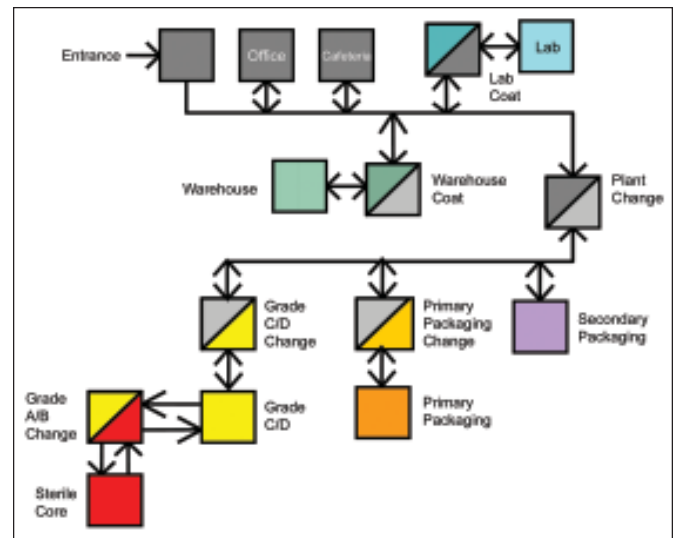 Entrance
Office
Cafeteria
Lab
Lab
Coat
Warehouse
Warehouse
Coat
Plant
Change
Grade
C/D
Change
Primary
Packaging
Change
Secondary
Packaging
Grade
A/B
Change
Grade
C/D
Primary
Packaging
Sterile
Core